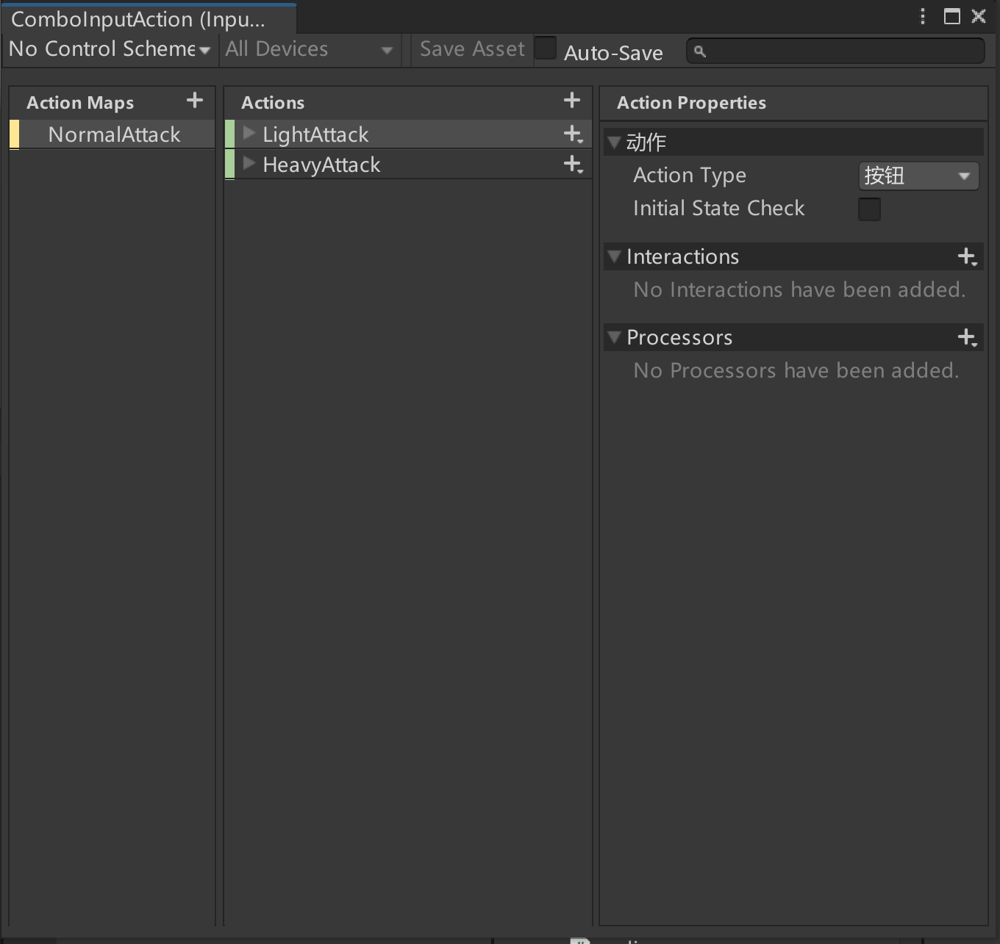 ComboInputAction (Inpu...
No Control Scheme All Devices Save Asset Auto-Save
Action Maps
NormalAttack
Actions
LightAttack
HeavyAttack
Action Properties
动作
Action Type 按钮
Initial State Check
Interactions
No Interactions have been added.
Processors
No Processors have been added.